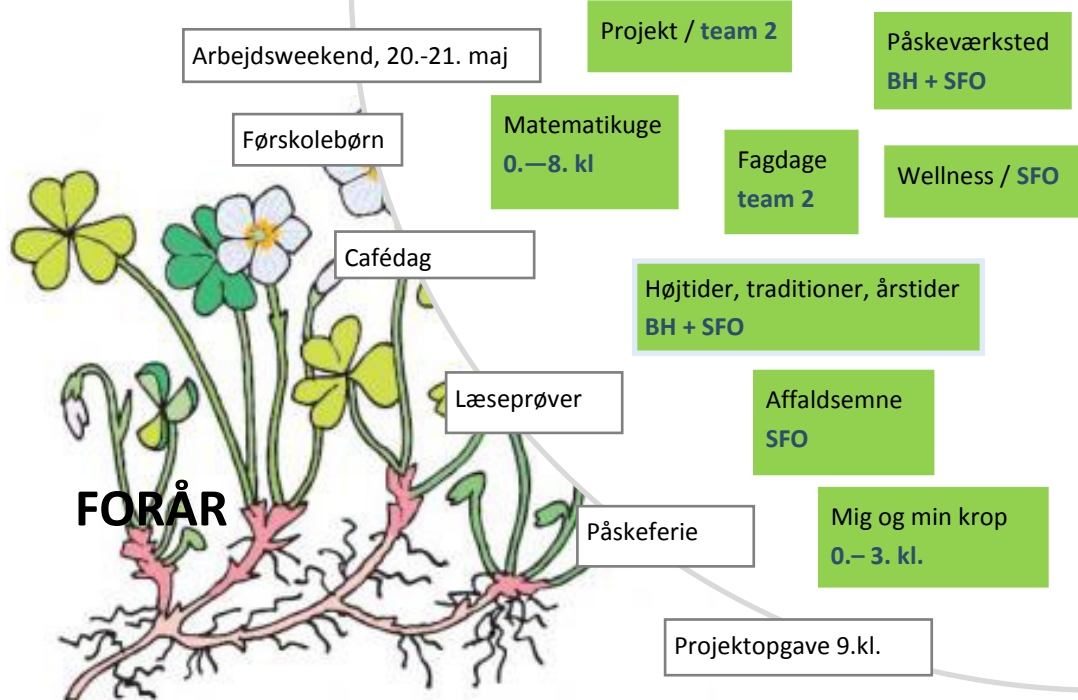 Projekt / team 2
Påskeværksted
BH + SFO
Arbejdsweekend, 20.-21. maj
Matematikuge
0.—8. kl
Førskolebørn
Fagdage
team 2
Wellness / SFO
Cafédag
Højtider, traditioner, årstider
BH + SFO
Læseprøver
Affaldsemne
SFO
FORÅR
Påskeferie
Mig og min krop
0.– 3. kl.
Projektopgave 9.kl.